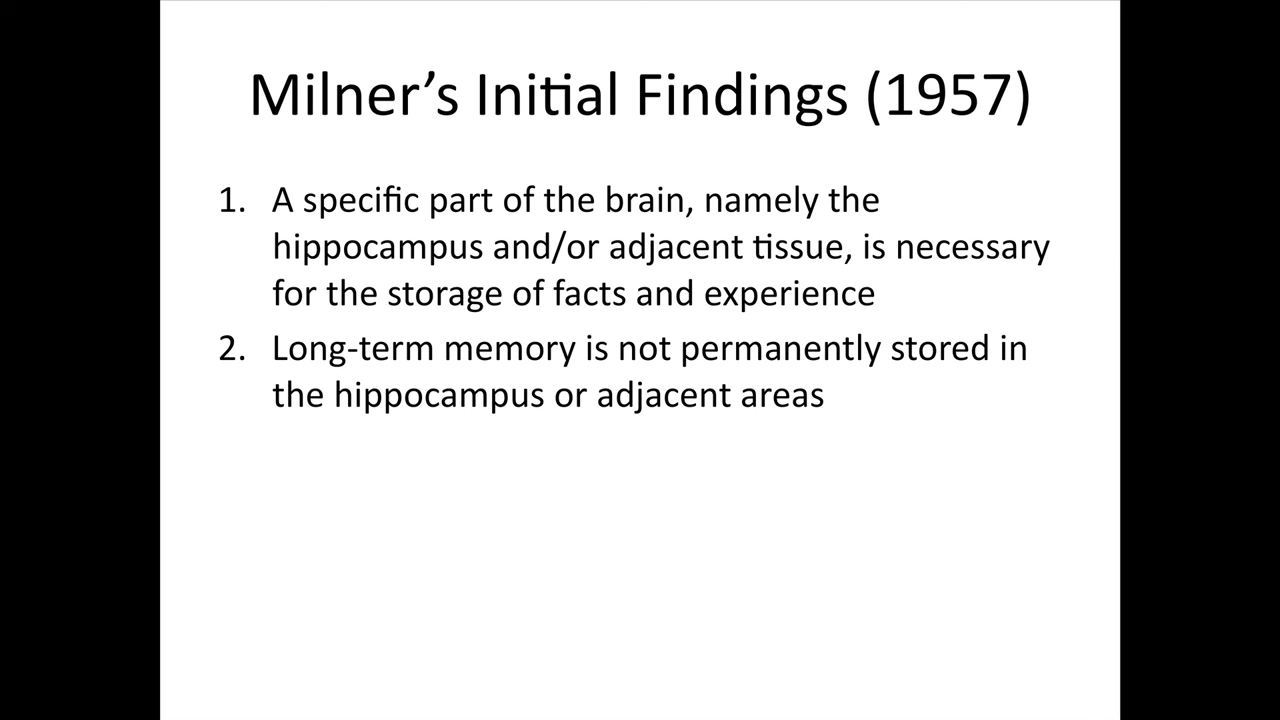 Milner’s Initial Findings (1957)
1. A specific part of the brain, namely the
hippocampus and/or adjacent tissue, is necessary
for the storage of facts and experience
2. Long-term memory is not permanently stored in
the hippocampus or adjacent areas